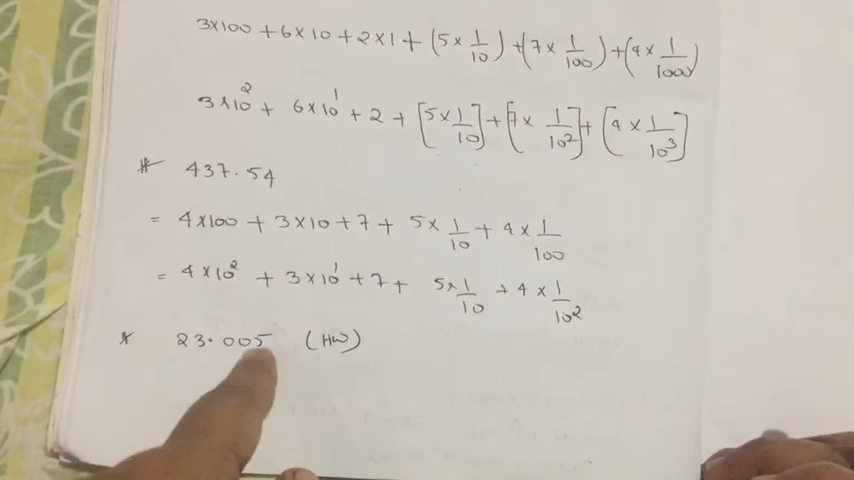 3×100 + 6×10 + 2×1 + (5 × 1/10) + (7 × 1/100) + (4 × 1/1000)
3×10² + 6×10¹ + 2 + [5×1/10] + [7× 1/10²] + [4 × 1/10³]
* 437.54
= 4×100 + 3×10 + 7 + 5× 1/10 + 4 × 1/100
= 4×10² + 3×10¹ + 7 + 5×1/10 + 4 × 1/10²
* 23.005 (HW)